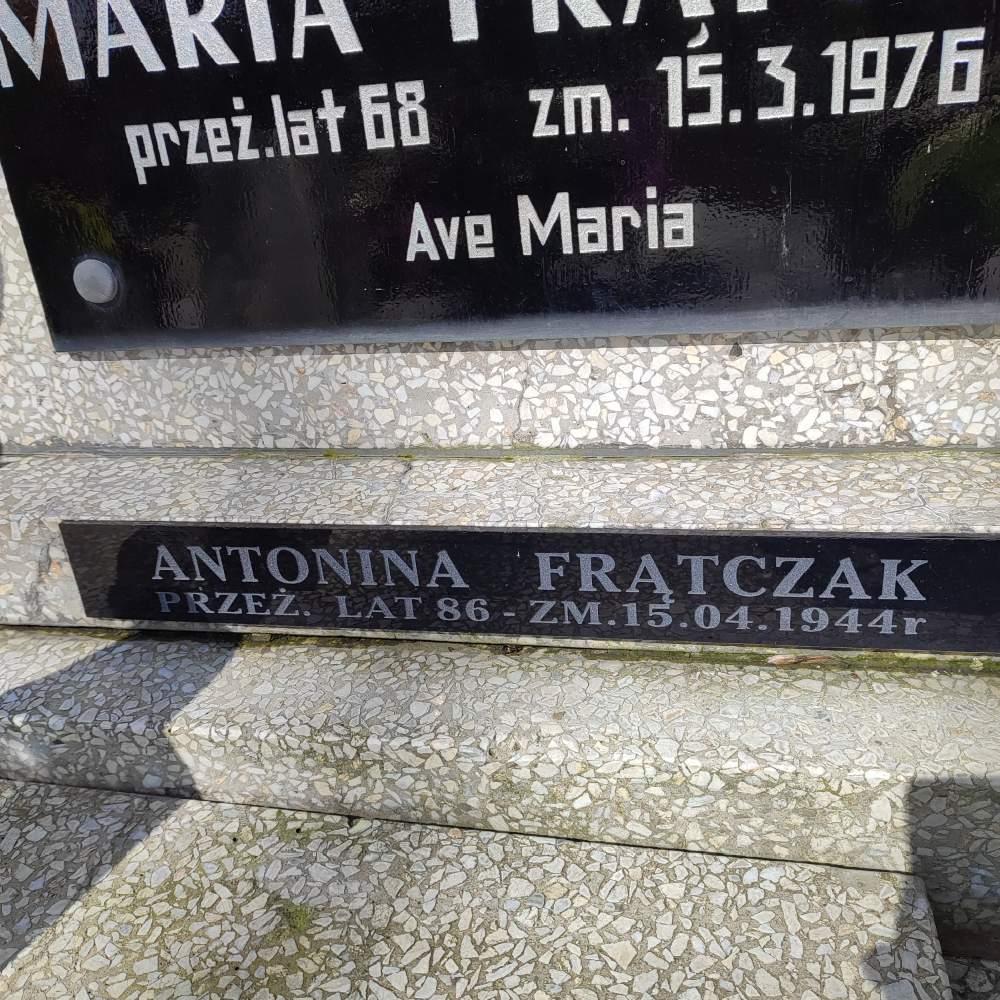 MARIA
przeż.lat 68 zm. 15.3.1976
Ave Maria
ANTONINA FRĄTCZAK
PRZEŻ. LAT 86 - ZM.15.04.1944r